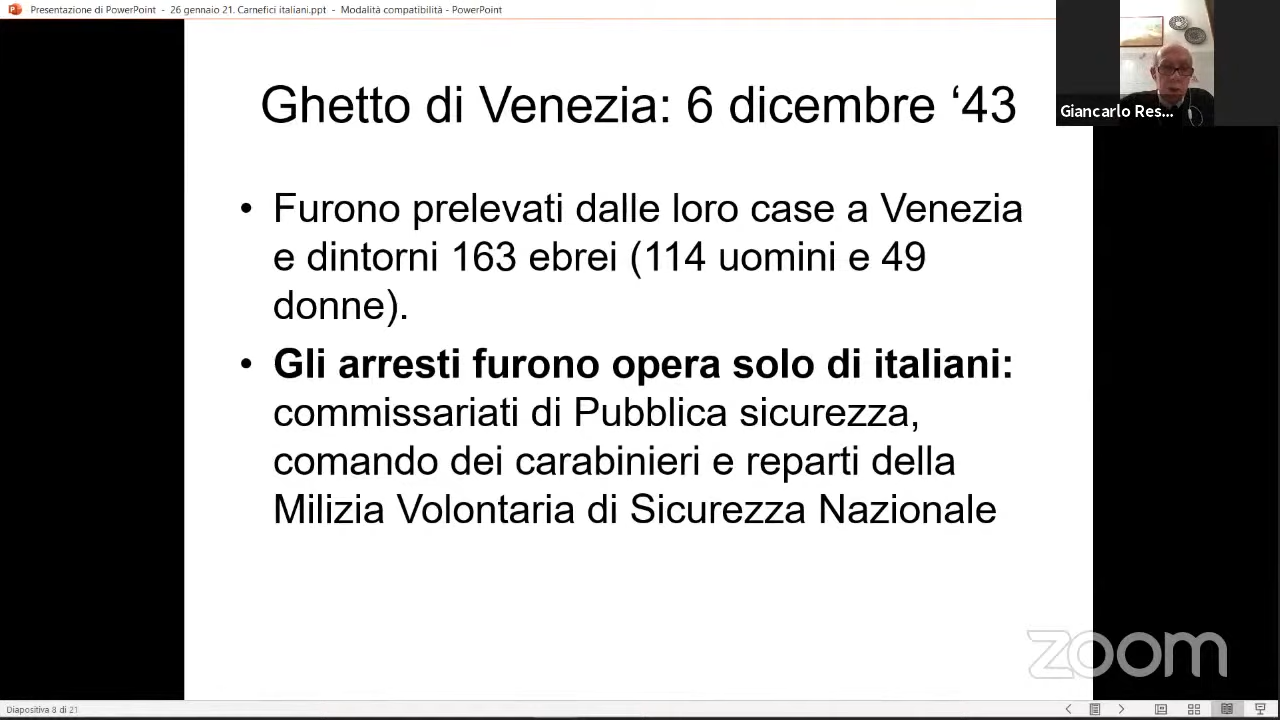 Presentazione di PowerPoint - 26 gennaio 21. Carnefici italiani.ppt - Modalità compatibilità - PowerPoint
Giancarlo Res...
Ghetto di Venezia: 6 dicembre ‘43
• Furono prelevati dalle loro case a Venezia
e dintorni 163 ebrei (114 uomini e 49
donne).
• Gli arresti furono opera solo di italiani:
commissariati di Pubblica sicurezza,
comando dei carabinieri e reparti della
Milizia Volontaria di Sicurezza Nazionale
zoom
Diapositiva 8 di 21